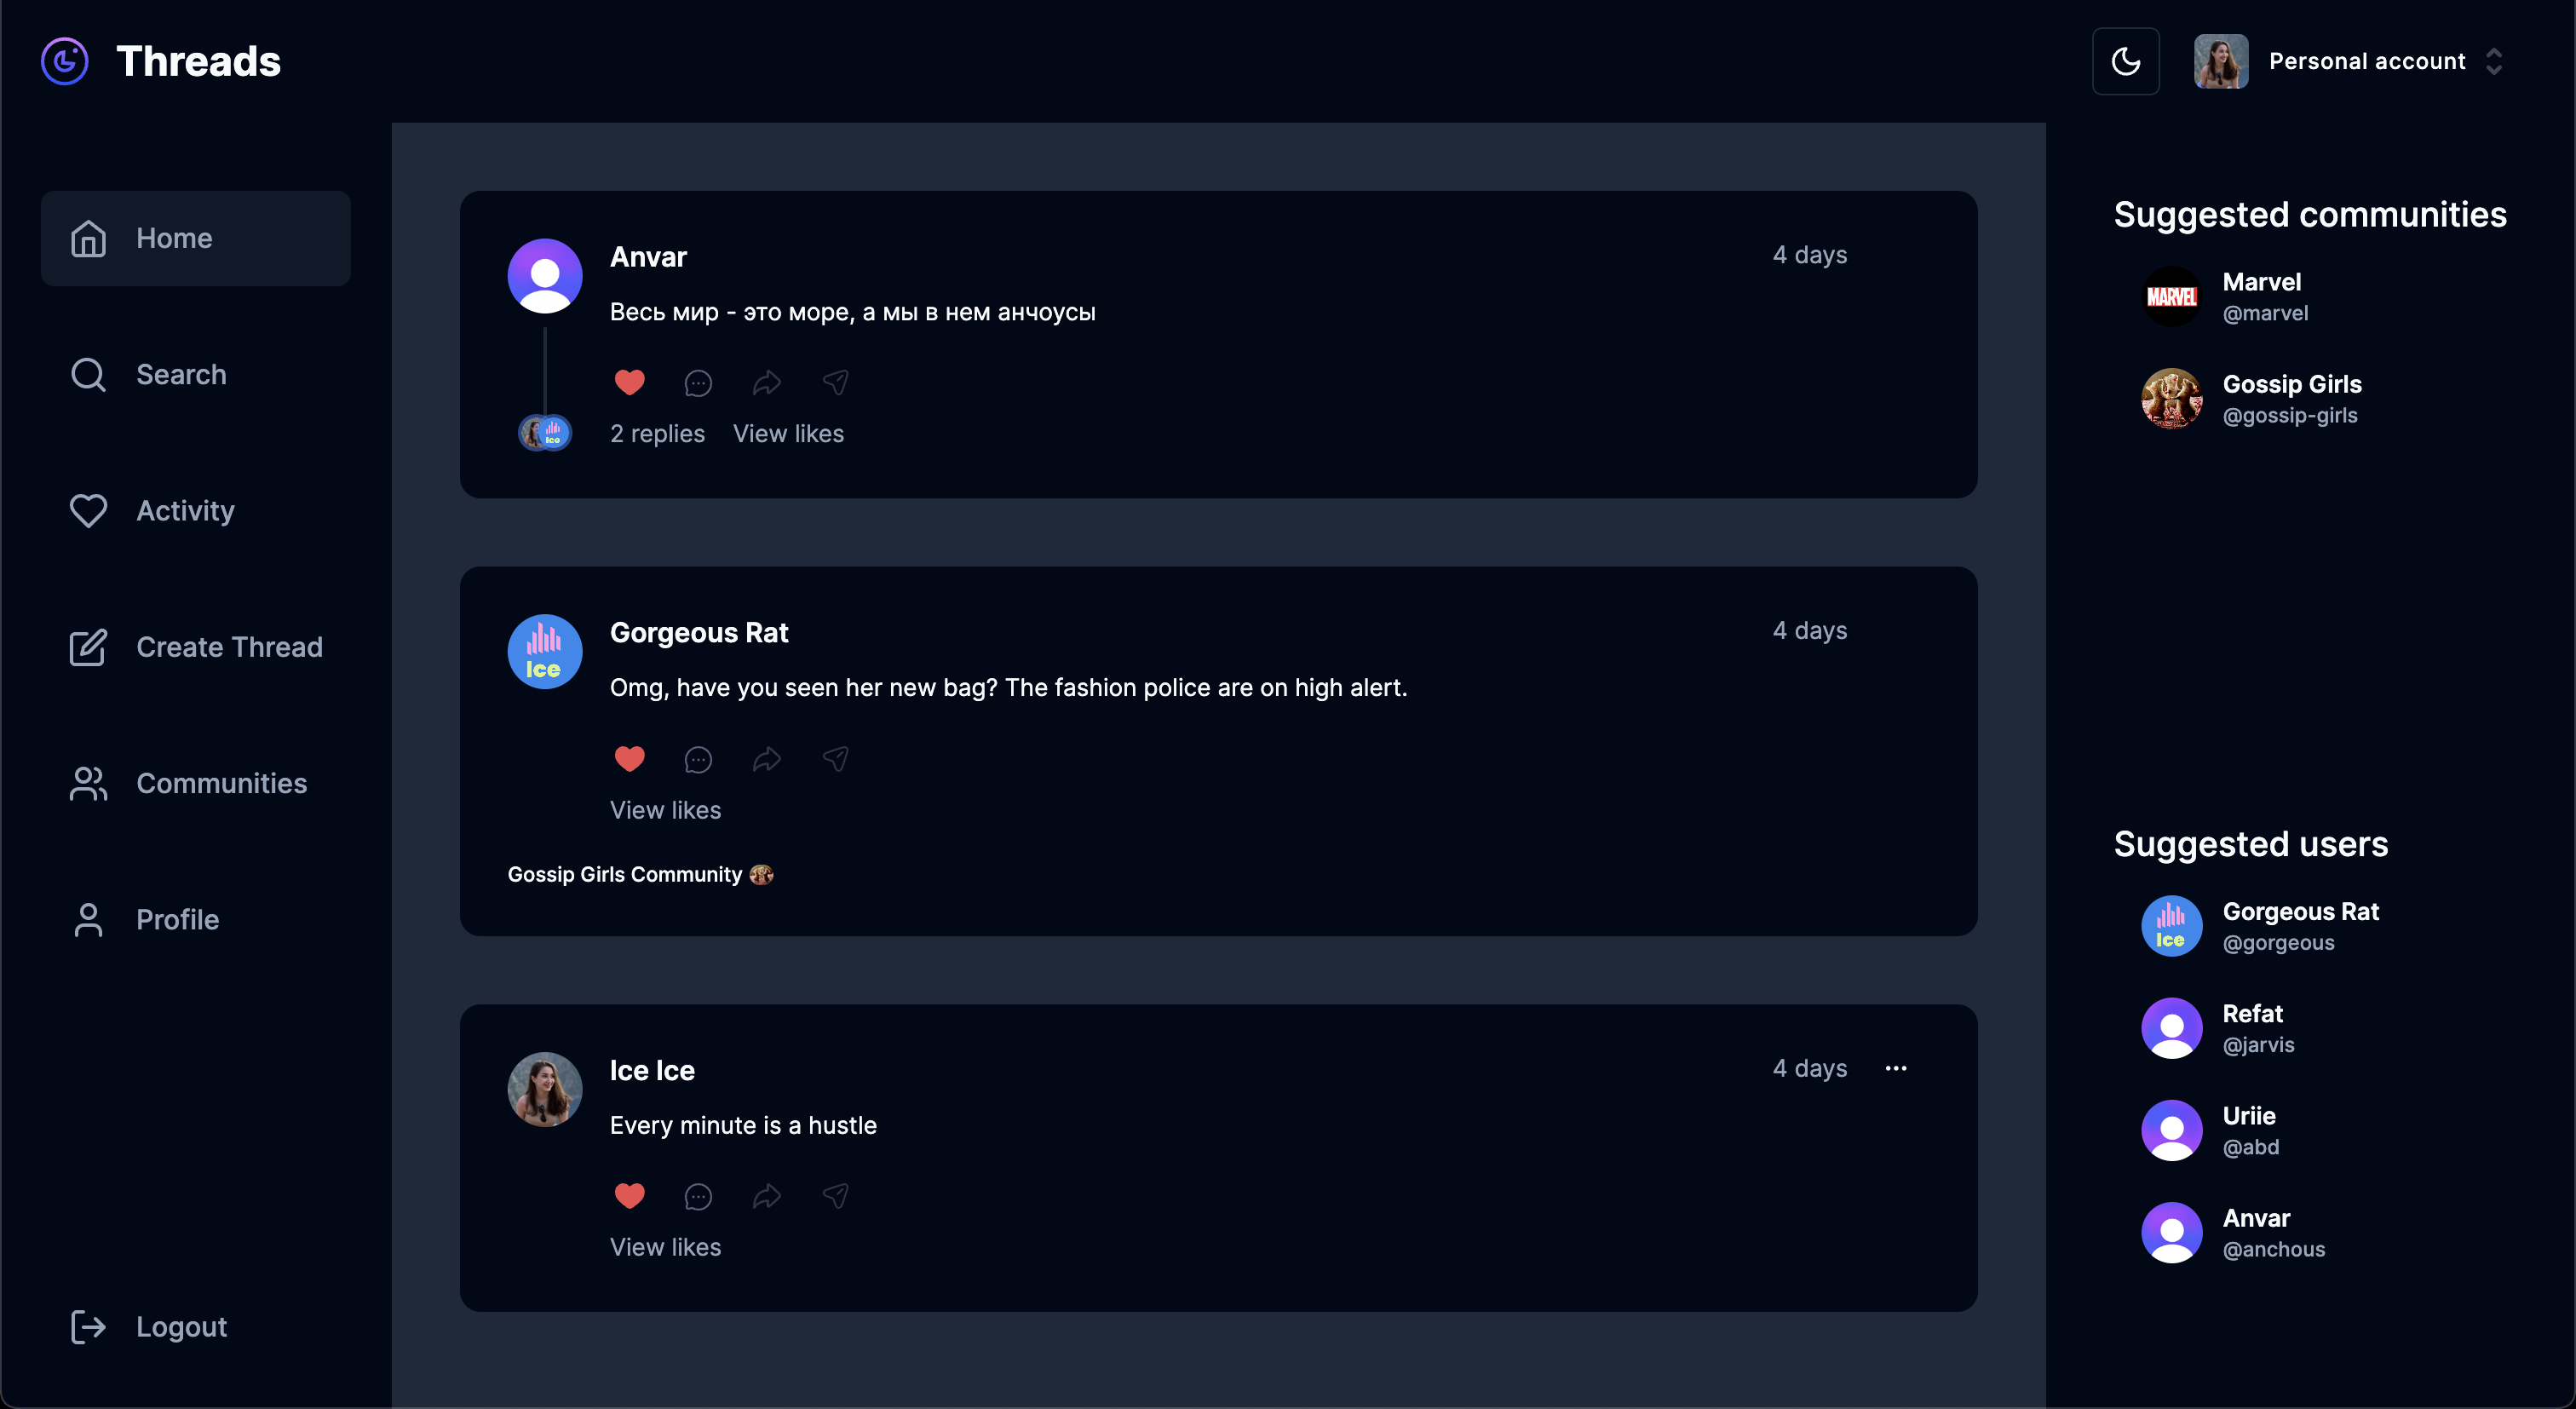 Threads
Personal account
Home
Search
Activity
Create Thread
Communities
Profile
Logout
Anvar
4 days
Весь мир - это море, а мы в нем анчоусы
Ice
2 replies View likes
Gorgeous Rat
4 days
Ice
Omg, have you seen her new bag? The fashion police are on high alert.
View likes
Gossip Girls Community
Ice Ice
4 days
Every minute is a hustle
View likes
Suggested communities
MARVEL
Marvel
@marvel
Gossip Girls
@gossip-girls
Suggested users
Ice
Gorgeous Rat
@gorgeous
Refat
@jarvis
Uriie
@abd
Anvar
@anchous